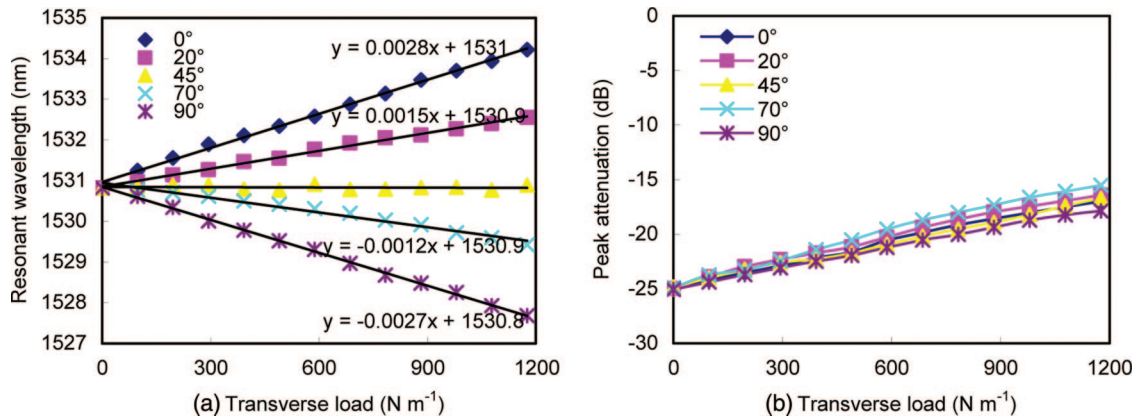 1535
1534
1533
1532
1531
1530
1529
1528
1527
Resonant wavelength (nm)
0°
20°
45°
70°
90°
y = 0.0028x + 1531
y = 0.0015x + 1530.9
y = -0.0012x + 1530.9
y = -0.0027x + 1530.8
0 300 600 900 1200
(a) Transverse load (N m⁻¹)
0
-5
-10
-15
-20
-25
-30
Peak attenuation (dB)
0°
20°
45°
70°
90°
0 300 600 900 1200
(b) Transverse load (N m⁻¹)